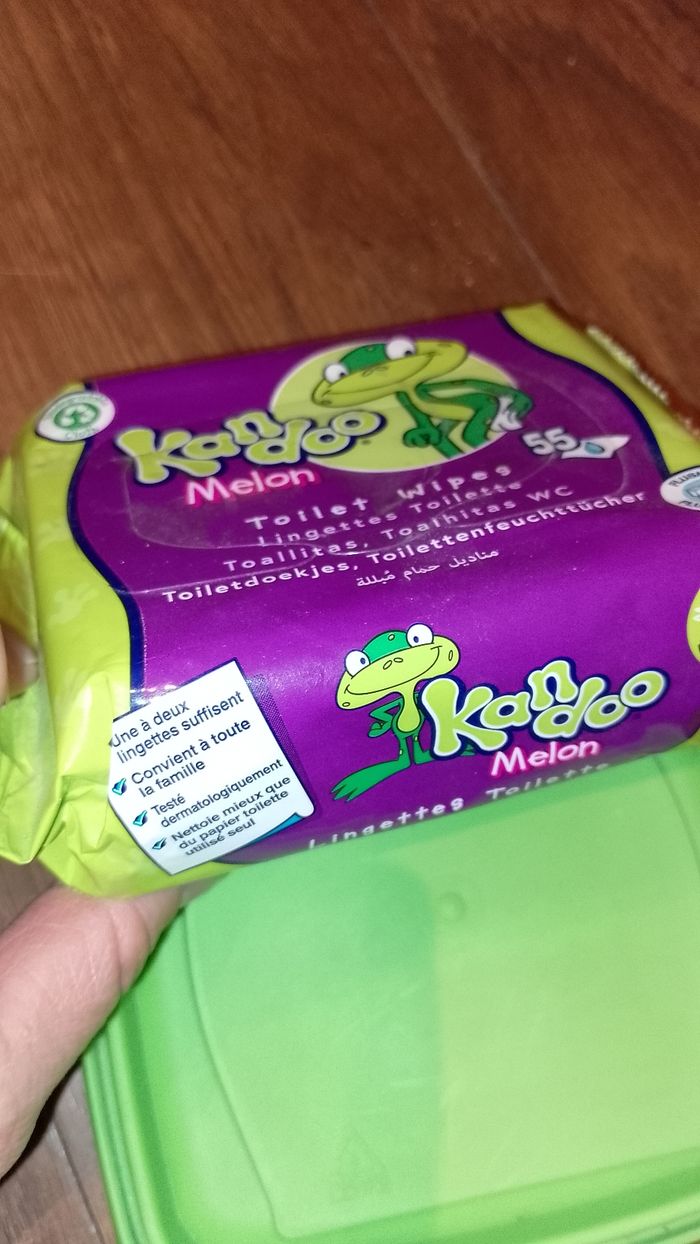 Kandoo
Melon
55
Toilet Wipes
Lingettes Toilette
Toallitas, Toalhitas WC
Toiletdoekjes, Toilettenfeuchttücher
مناديل حمام مُبللة
Kandoo
Melon
Lingettes Toilette
Une à deux
lingettes suffisent
Convient à toute
la famille
Testé
dermatologiquement
Nettoie mieux que
du papier toilette
utilisé seul